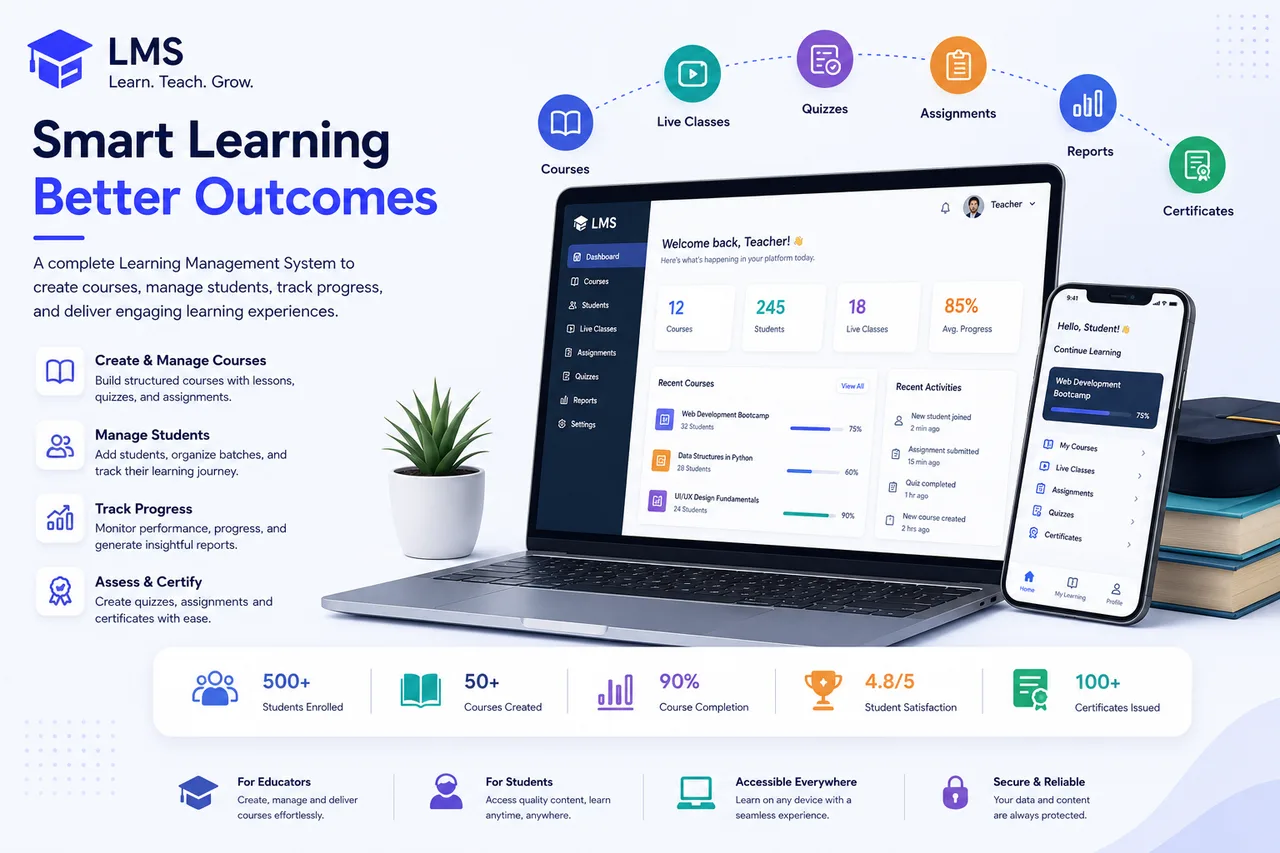 LMS
Learn. Teach. Grow.
Smart Learning
Better Outcomes
A complete Learning Management System to
create courses, manage students, track progress,
and deliver engaging learning experiences.
Create & Manage Courses
Build structured courses with lessons,
quizzes, and assignments.
Manage Students
Add students, organize batches, and
track their learning journey.
Track Progress
Monitor performance, progress, and
generate insightful reports.
Assess & Certify
Create quizzes, assignments and
certificates with ease.
Courses
Live Classes
Quizzes
Assignments
Reports
Certificates
LMS
Dashboard
Courses
Students
Live Classes
Assignments
Quizzes
Reports
Settings
Teacher
Welcome back, Teacher! 👋
Here's what's happening in your platform today.
12
Courses
245
Students
18
Live Classes
85%
Avg. Progress
Recent Courses
View All
Web Development Bootcamp
32 Students
75%
Data Structures in Python
28 Students
60%
UI/UX Design Fundamentals
24 Students
90%
Recent Activities
New student joined
2 min ago
Assignment submitted
15 min ago
Quiz completed
1 hr ago
New course created
2 hrs ago
9:41
Hello, Student! 👋
Continue Learning
Web Development
Bootcamp
75%
My Courses
Live Classes
Assignments
Quizzes
Certificates
Home
My Learning
Profile
500+
Students Enrolled
50+
Courses Created
90%
Course Completion
4.8/5
Student Satisfaction
100+
Certificates Issued
For Educators
Create, manage and deliver
courses effortlessly.
For Students
Access quality content, learn
anytime, anywhere.
Accessible Everywhere
Learn on any device with a
seamless experience.
Secure & Reliable
Your data and content
are always protected.